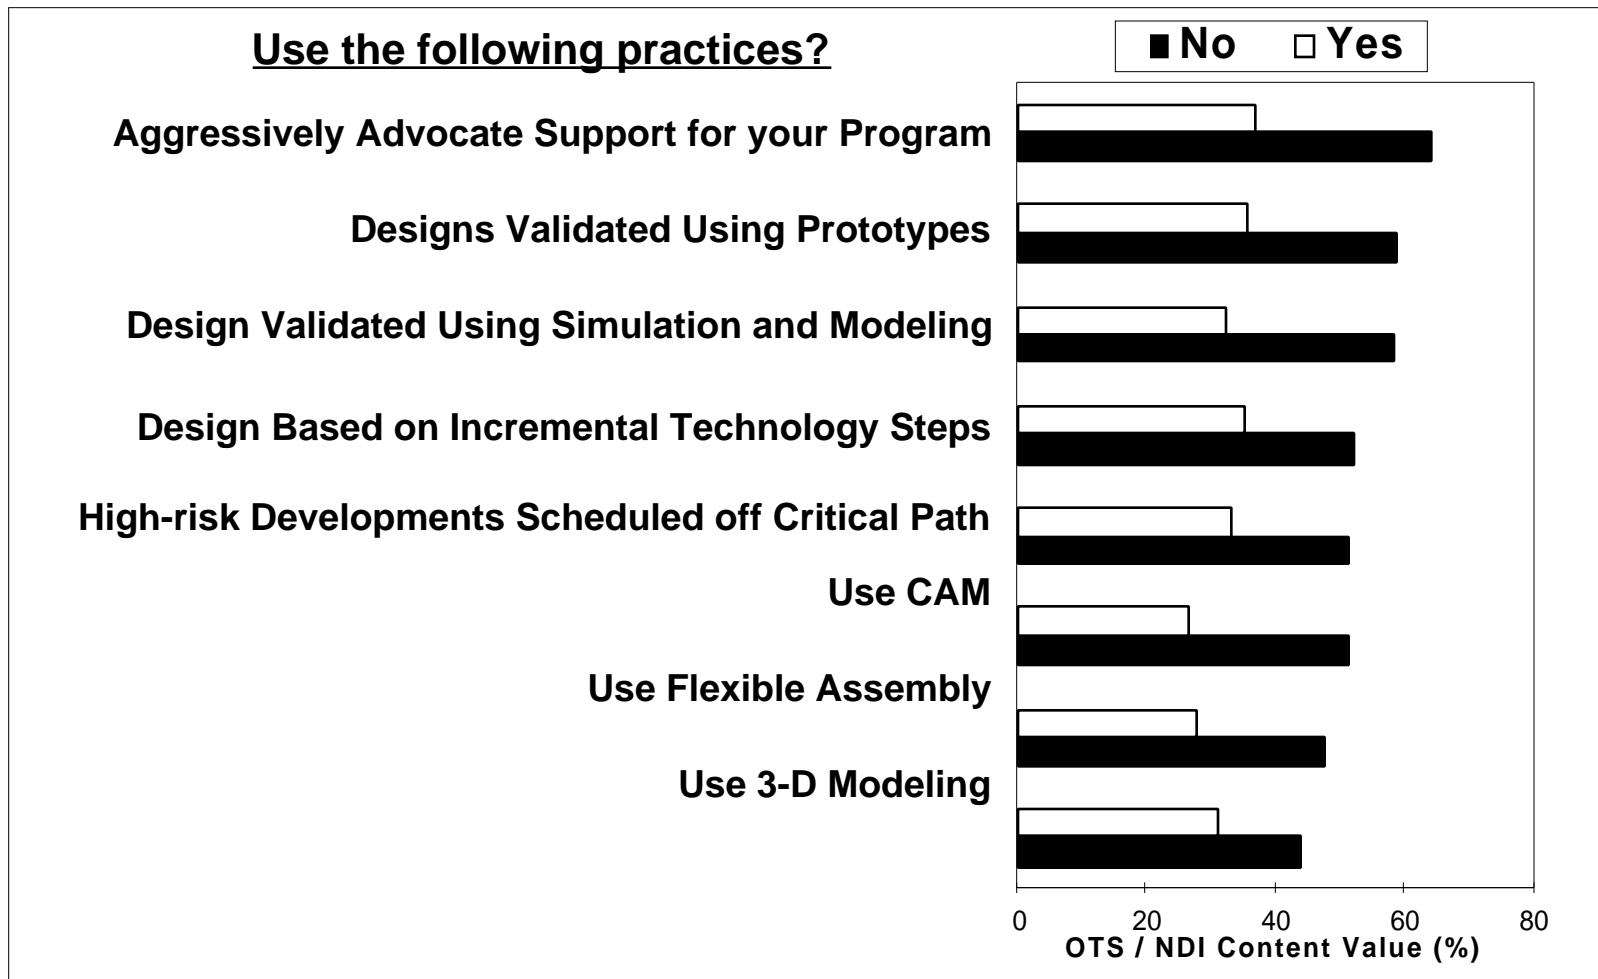 Use the following practices?
No Yes
Aggressively Advocate Support for your Program
Designs Validated Using Prototypes
Design Validated Using Simulation and Modeling
Design Based on Incremental Technology Steps
High-risk Developments Scheduled off Critical Path
Use CAM
Use Flexible Assembly
Use 3-D Modeling
0 20 40 60 80
OTS / NDI Content Value (%)